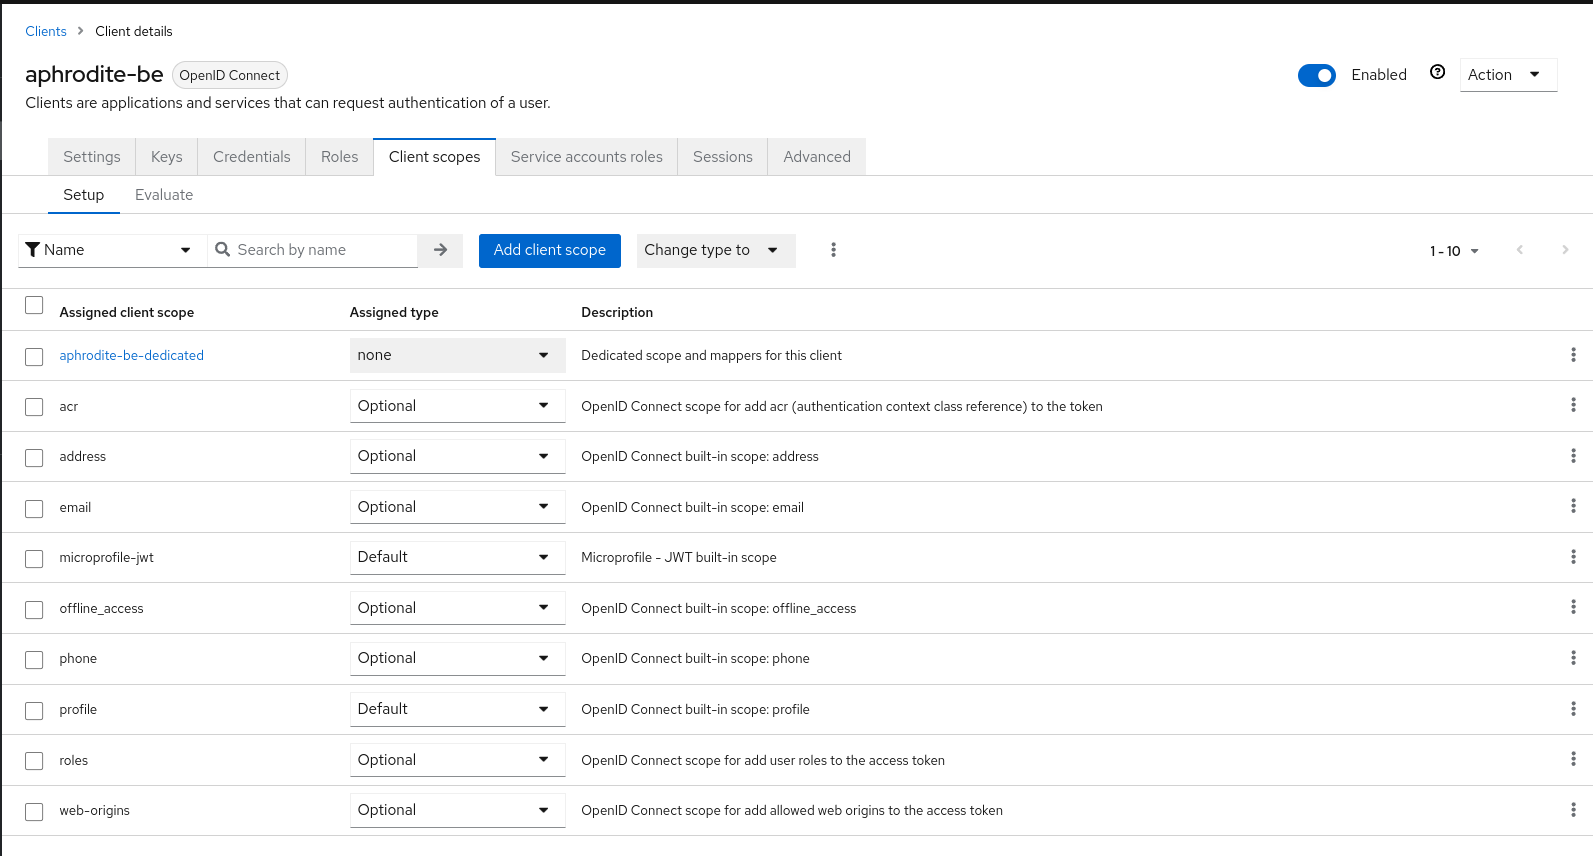 Clients > Client details
aphrodite-be OpenID Connect
Enabled Action
Clients are applications and services that can request authentication of a user.
Settings Keys Credentials Roles Client scopes Service accounts roles Sessions Advanced
Setup Evaluate
Name Search by name Add client scope Change type to 1 - 10
Assigned client scope Assigned type Description
aphrodite-be-dedicated none Dedicated scope and mappers for this client
acr Optional OpenID Connect scope for add acr (authentication context class reference) to the token
address Optional OpenID Connect built-in scope: address
email Optional OpenID Connect built-in scope: email
microprofile-jwt Default Microprofile - JWT built-in scope
offline_access Optional OpenID Connect built-in scope: offline_access
phone Optional OpenID Connect built-in scope: phone
profile Default OpenID Connect built-in scope: profile
roles Optional OpenID Connect scope for add user roles to the access token
web-origins Optional OpenID Connect scope for add allowed web origins to the access token